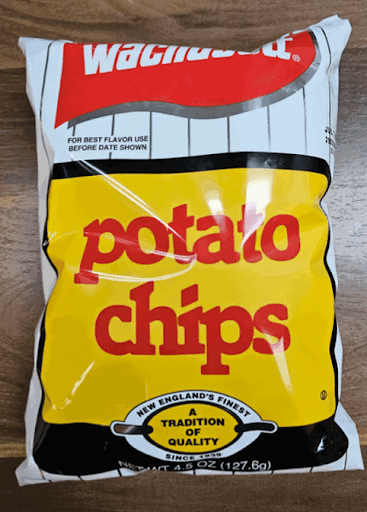 Wachusett®
FOR BEST FLAVOR USE
BEFORE DATE SHOWN
potato
chips
NEW ENGLAND'S FINEST
A
TRADITION
OF
QUALITY
SINCE 1939
NET WT 4.5 OZ (127.6g)